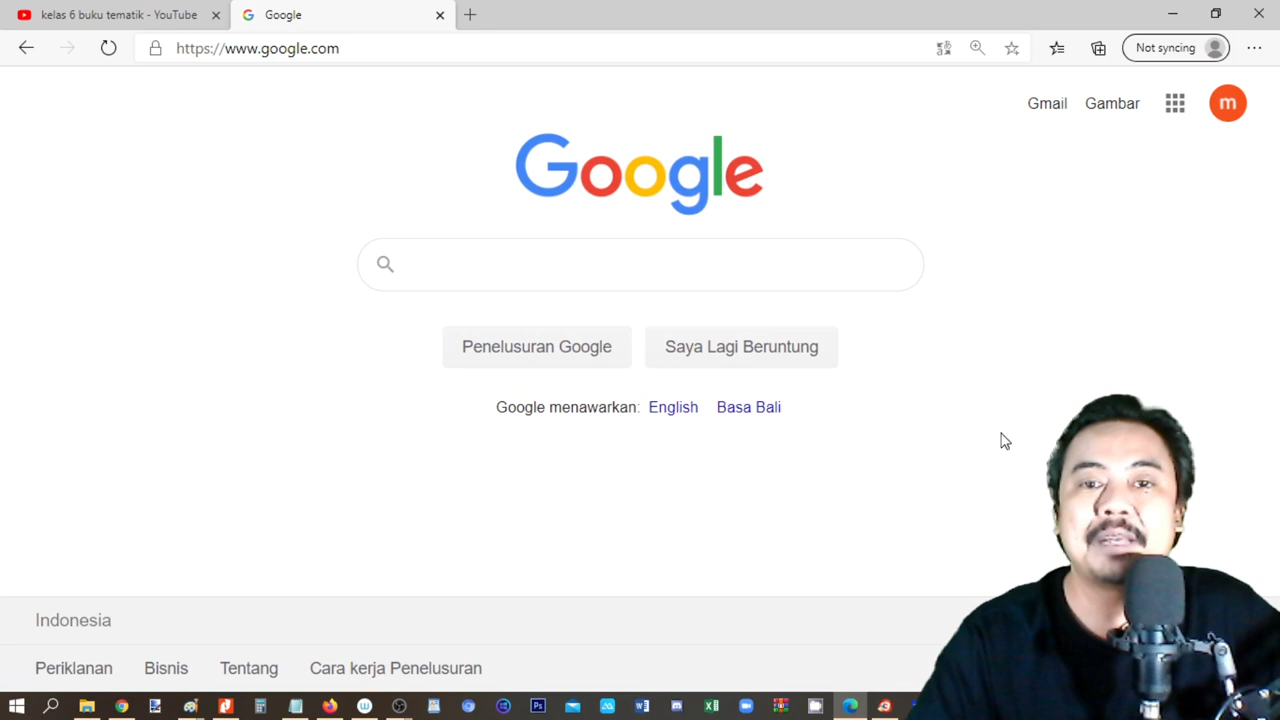 kelas 6 buku tematik - YouTube
Google
https://www.google.com
Not syncing
Gmail
Gambar
m
Google
Penelusuran Google
Saya Lagi Beruntung
Google menawarkan: English Basa Bali
Indonesia
Periklanan
Bisnis
Tentang
Cara kerja Penelusuran